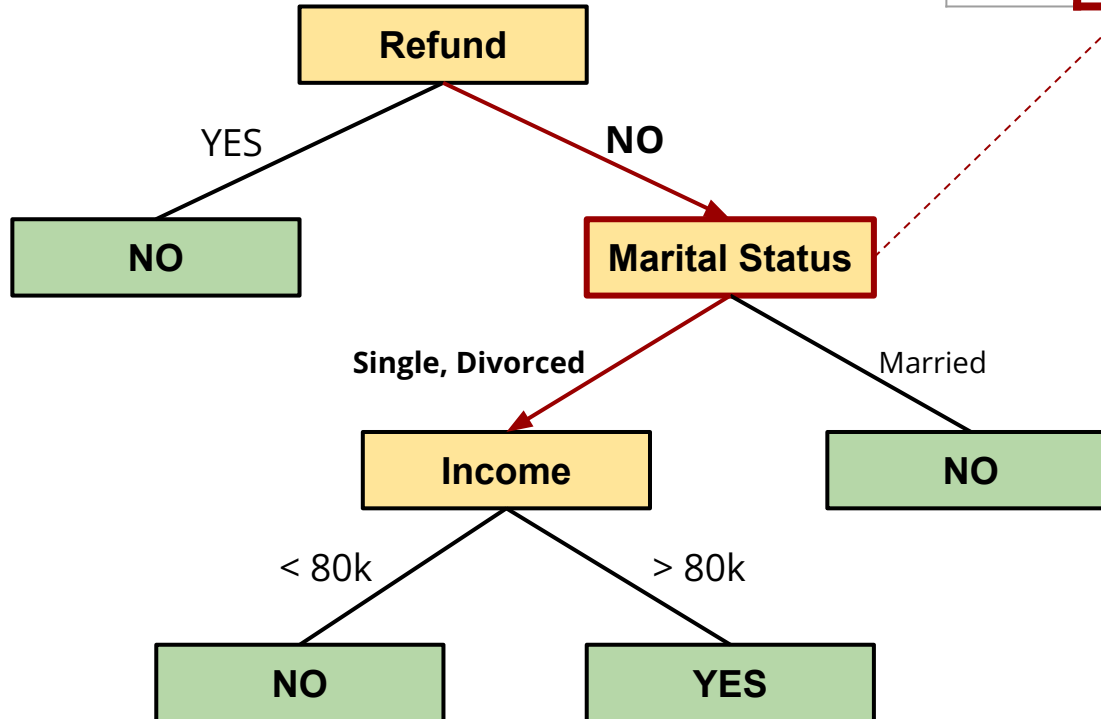 Refund
YES
NO
NO
Marital Status
Single, Divorced
Married
Income
NO
< 80k
> 80k
NO
YES